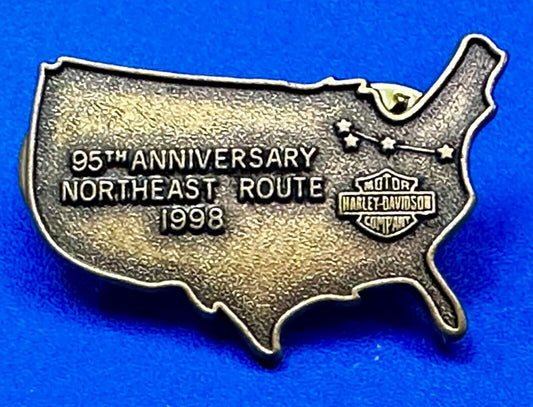 95TH ANNIVERSARY
NORTHEAST ROUTE
1998
MOTOR
HARLEY-DAVIDSON
COMPANY